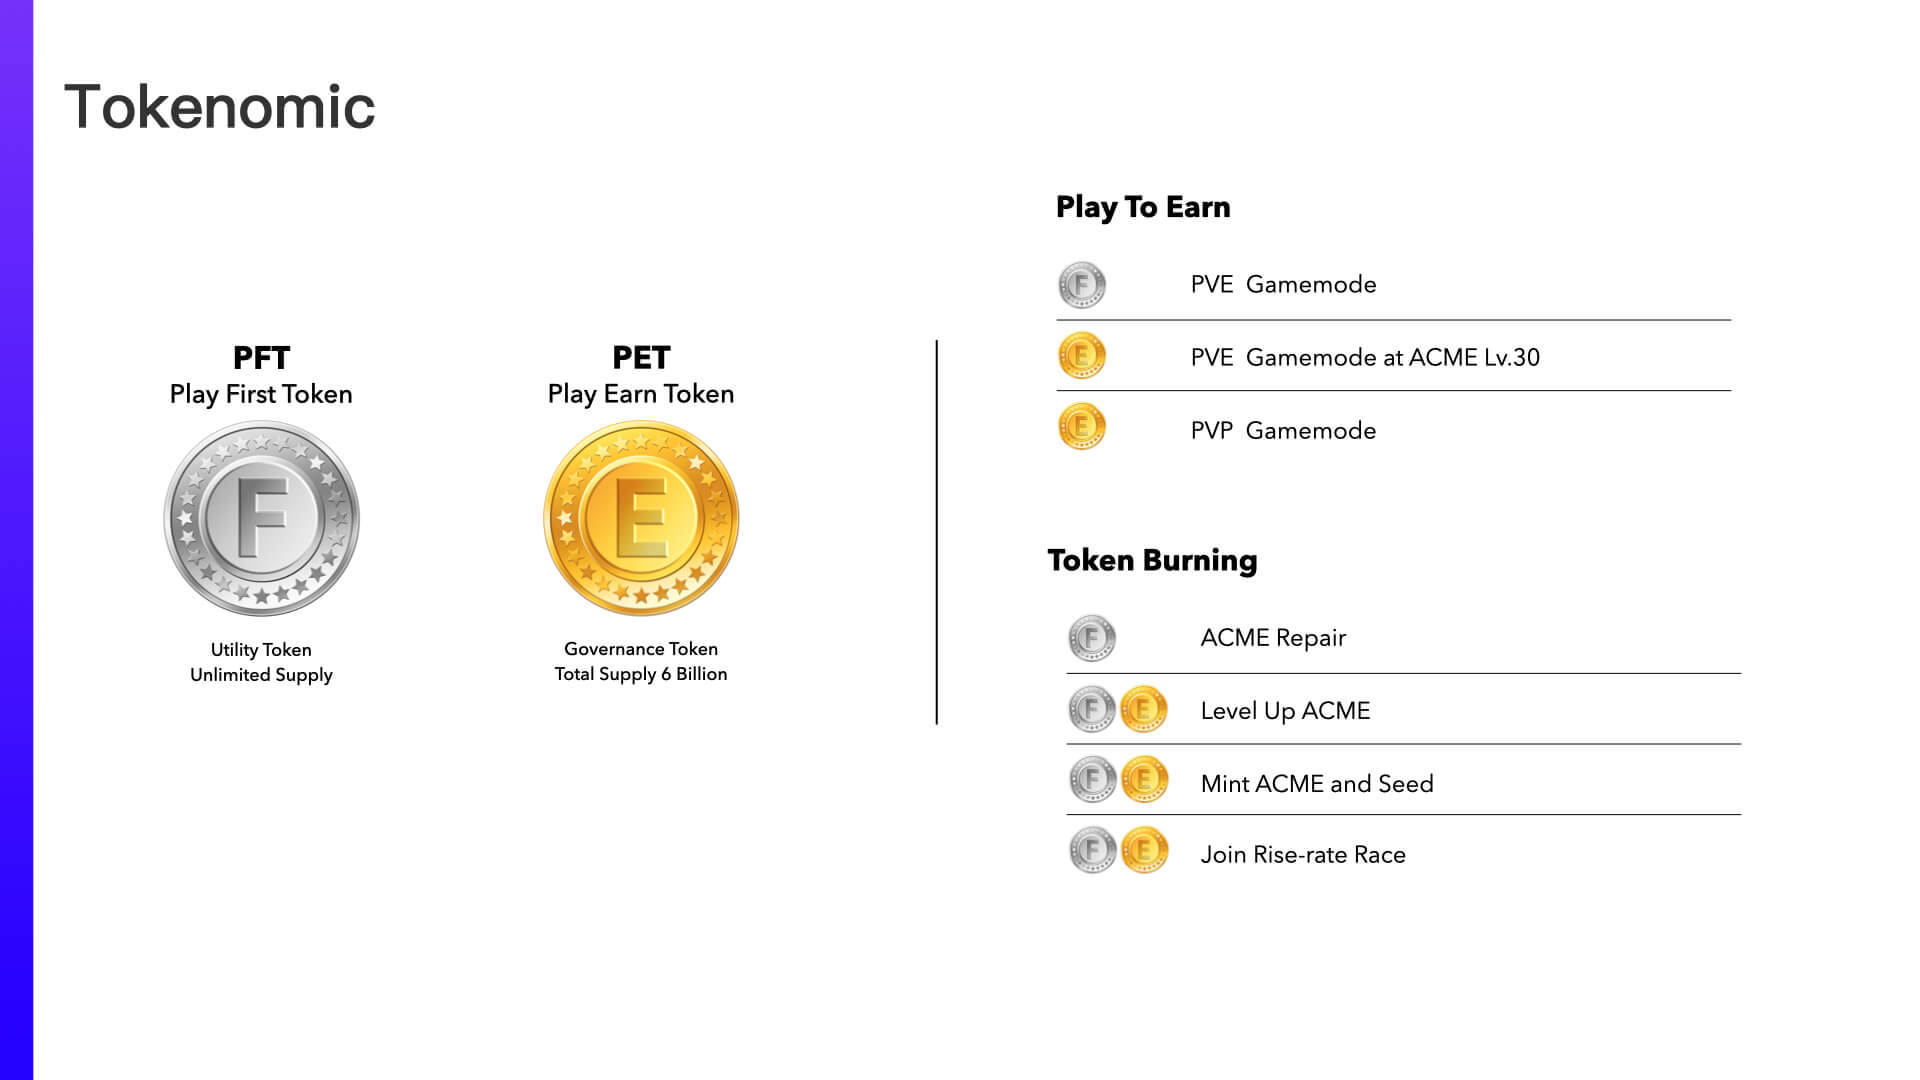 Tokenomic
PFT
Play First Token
F
Utility Token
Unlimited Supply
PET
Play Earn Token
E
Governance Token
Total Supply 6 Billion
Play To Earn
F PVE Gamemode
E PVE Gamemode at ACME Lv.30
E PVP Gamemode
Token Burning
F ACME Repair
F E Level Up ACME
F E Mint ACME and Seed
F E Join Rise-rate Race